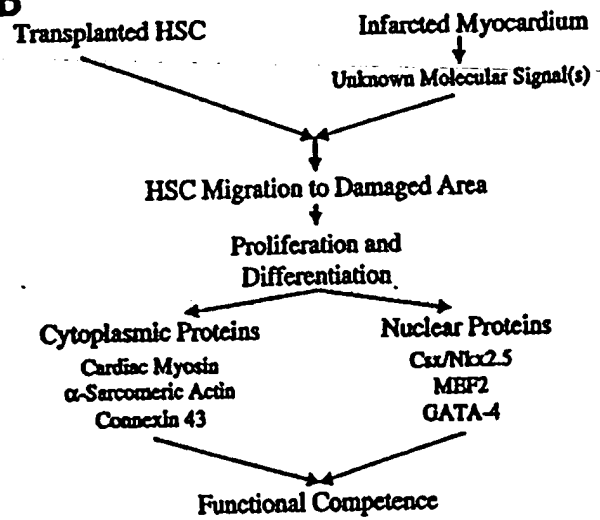 D
Transplanted HSC
Infarcted Myocardium
Unknown Molecular Signal(s)
HSC Migration to Damaged Area
Proliferation and
Differentiation
Cytoplasmic Proteins
Nuclear Proteins
Cardiac Myosin
Csx/Nkx2.5
α-Sarcomeric Actin
MEF2
Connexin 43
GATA-4
Functional Competence